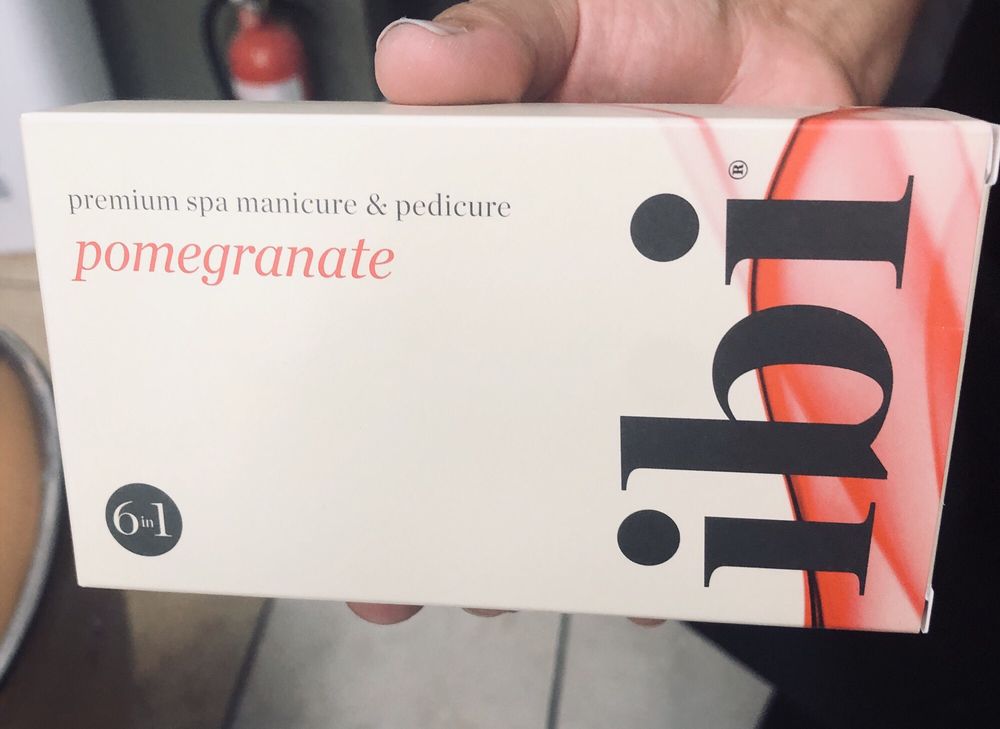 premium spa manicure & pedicure
pomegranate
6 in 1
ibi®